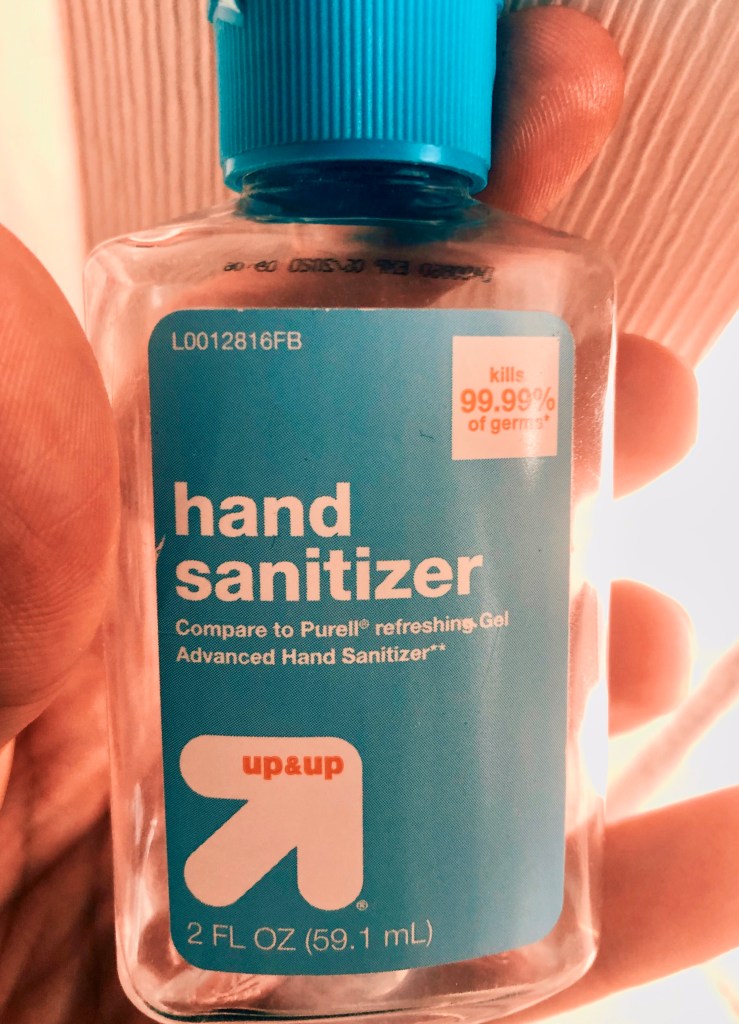 L0012816FB
kills
99.99%
of germs*
hand
sanitizer
Compare to Purell® refreshing Gel
Advanced Hand Sanitizer**
up&up
®
2 FL OZ (59.1 mL)